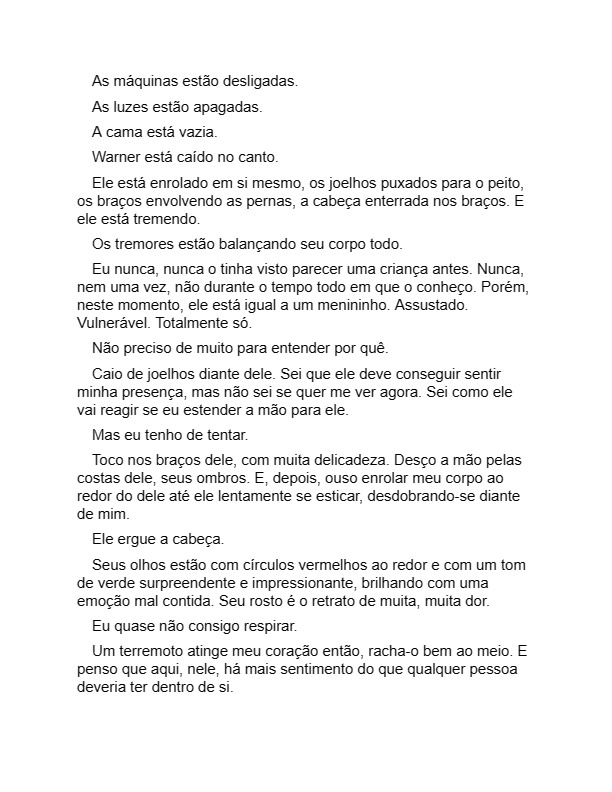 As máquinas estão desligadas.
As luzes estão apagadas.
A cama está vazia.
Warner está caído no canto.
Ele está enrolado em si mesmo, os joelhos puxados para o peito,
os braços envolvendo as pernas, a cabeça enterrada nos braços. E
ele está tremendo.
Os tremores estão balançando seu corpo todo.
Eu nunca, nunca o tinha visto parecer uma criança antes. Nunca,
nem uma vez, não durante o tempo todo em que o conheço. Porém,
neste momento, ele está igual a um menininho. Assustado.
Vulnerável. Totalmente só.
Não preciso de muito para entender por quê.
Caio de joelhos diante dele. Sei que ele deve conseguir sentir
minha presença, mas não sei se quer me ver agora. Sei como ele
vai reagir se eu estender a mão para ele.
Mas eu tenho de tentar.
Toco nos braços dele, com muita delicadeza. Desço a mão pelas
costas dele, seus ombros. E, depois, ouso enrolar meu corpo ao
redor do dele até ele lentamente se esticar, desdobrando-se diante
de mim.
Ele ergue a cabeça.
Seus olhos estão com círculos vermelhos ao redor e com um tom
de verde surpreendente e impressionante, brilhando com uma
emoção mal contida. Seu rosto é o retrato de muita, muita dor.
Eu quase não consigo respirar.
Um terremoto atinge meu coração então, racha-o bem ao meio. E
penso que aqui, nele, há mais sentimento do que qualquer pessoa
deveria ter dentro de si.